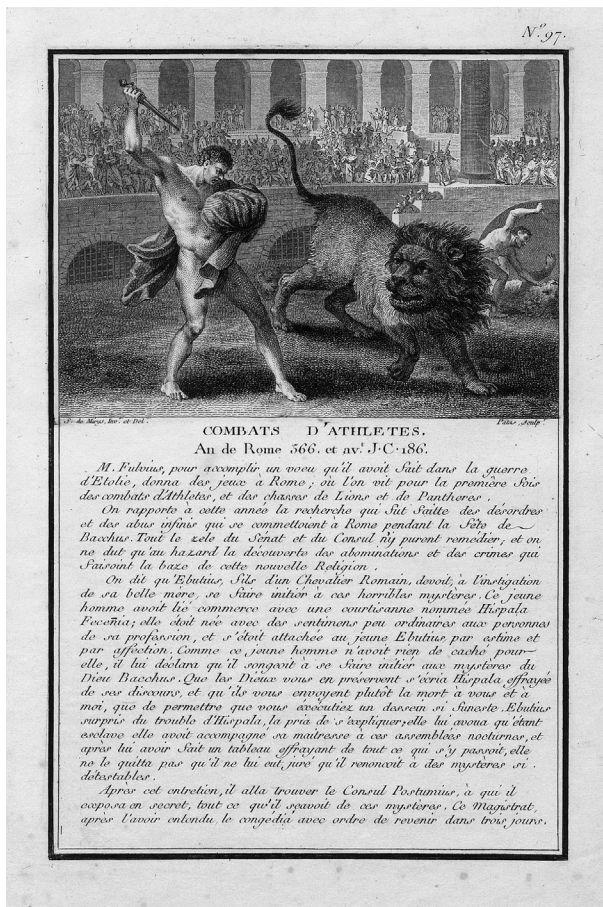 N.º 97.
S. de Mirys, Inv. et Del.
Patas Sculp.
COMBATS D'ATHLETES.
An de Rome 566. et av.t J.C. 186.
M. Fulvius, pour accomplir un voeu qu'il avoit fait dans la guerre
d'Etolie, donna des jeux à Rome; où l'on vit pour la première fois
des combats d'Athletes, et des chasses de Lions et de Pantheres.
On rapporte à cette année la recherche qui fut faitte des désordres
et des abus infinis qui se commettoient à Rome pendant la fête de
Bacchus. Tout le zele du Senat et du Consul n'y purent remédier; et on
ne dut qu'au hazard la découverte des abominations et des crimes qui
faisoint la baze de cette nouvelle Religion.
On dit qu'Ebutius, fils d'un Chevalier Romain, devoit, à l'instigation
de sa belle mere, se faire initier à ces horribles mystères. Ce jeune
homme avoit lié commerce avec une courtisanne nommée Hispala
Feceñia; elle étoit née avec des sentimens peu ordinaires aux personnes
de sa profession, et s'étoit attachée au jeune Ebutius par estime et
par affection. Comme ce jeune homme n'avoit rien de caché pour
elle, il lui déclara qu'il songeoit à se faire initier aux mystères du
Dieu Bacchus. Que les Dieux vous en préservent s'écria Hispala effrayée
de ses discours, et qu'ils vous envoyent plutôt la mort à vous et à
moi, que de permettre que vous exécutiez un dessein si funeste. Ebutius
surpris du trouble d'Hispala, la pria de s'expliquer; elle lui avoua qu'étant
esclave elle avoit accompagné sa maitresse à ces assemblées nocturnes, et
après lui avoir fait un tableau effrayant de tout ce qui s'y passoit, elle
ne le quitta pas qu'il ne lui eut juré qu'il renoncoit à des mystères si
détestables.
Après cet entretien, il alla trouver le Consul Postumius, à qui il
exposa en secret, tout ce qu'il sçavoit de ces mystères. Ce Magistrat,
après l'avoir entendu le congédia avec ordre de revenir dans trois jours.